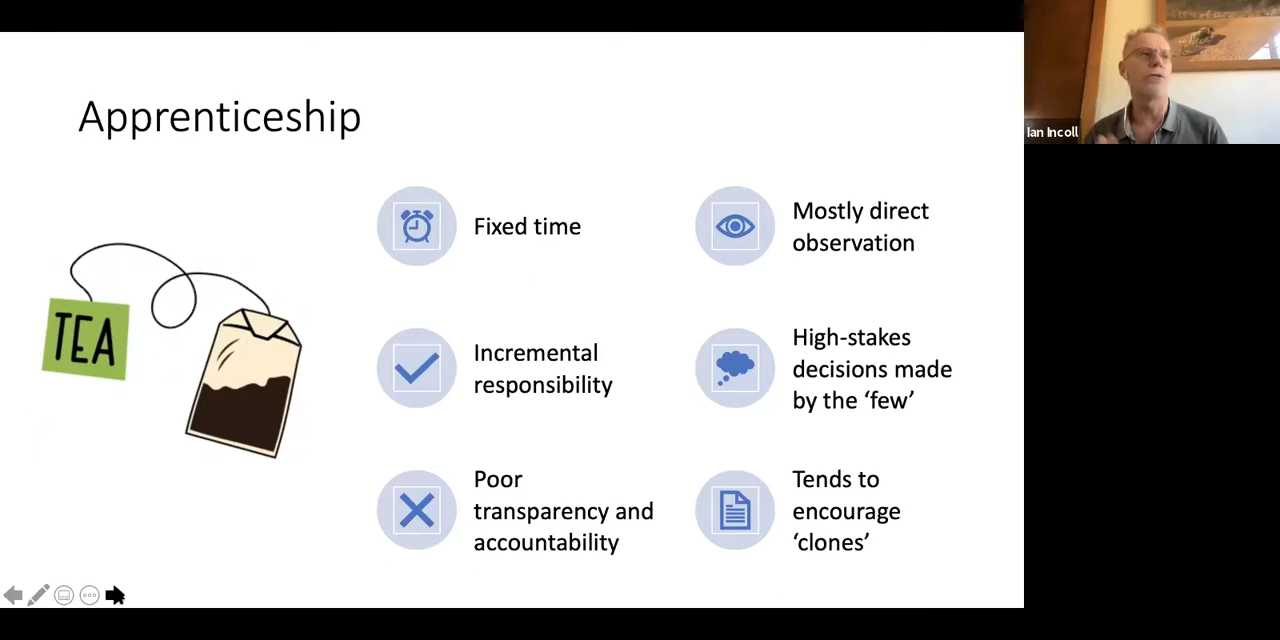 Apprenticeship
TEA
Fixed time
Mostly direct
observation
Incremental
responsibility
High-stakes
decisions made
by the ‘few’
Poor
transparency and
accountability
Tends to
encourage
‘clones’
Ian Incoll